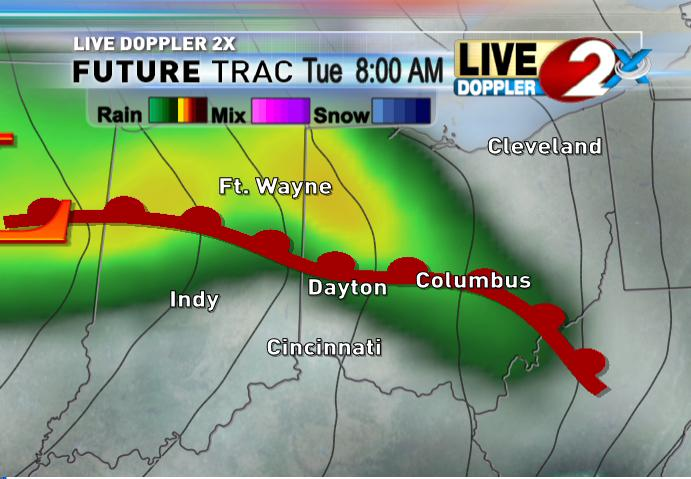 LIVE DOPPLER 2X
FUTURE TRAC Tue 8:00 AM
LIVE
DOPPLER
2X
Rain Mix Snow
Cleveland
Ft. Wayne
Columbus
Dayton
Indy
Cincinnati